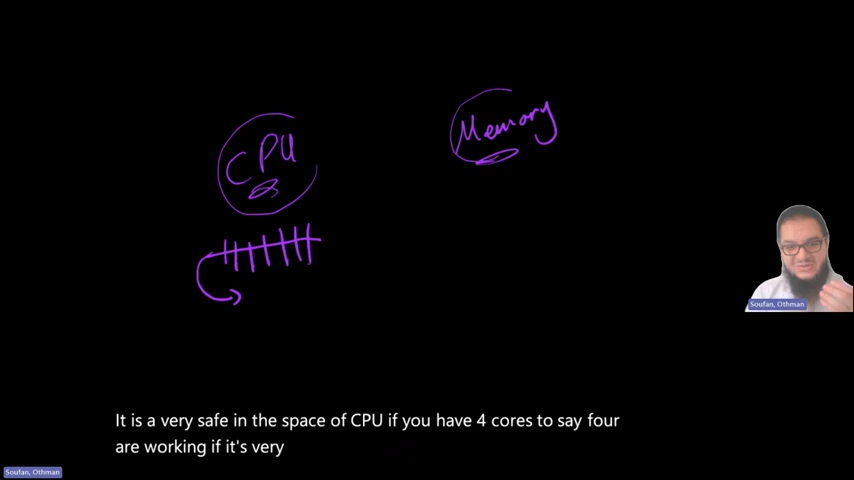 Memory
CPU
Soufan, Othman
It is a very safe in the space of CPU if you have 4 cores to say four
are working if it's very
Soufan, Othman